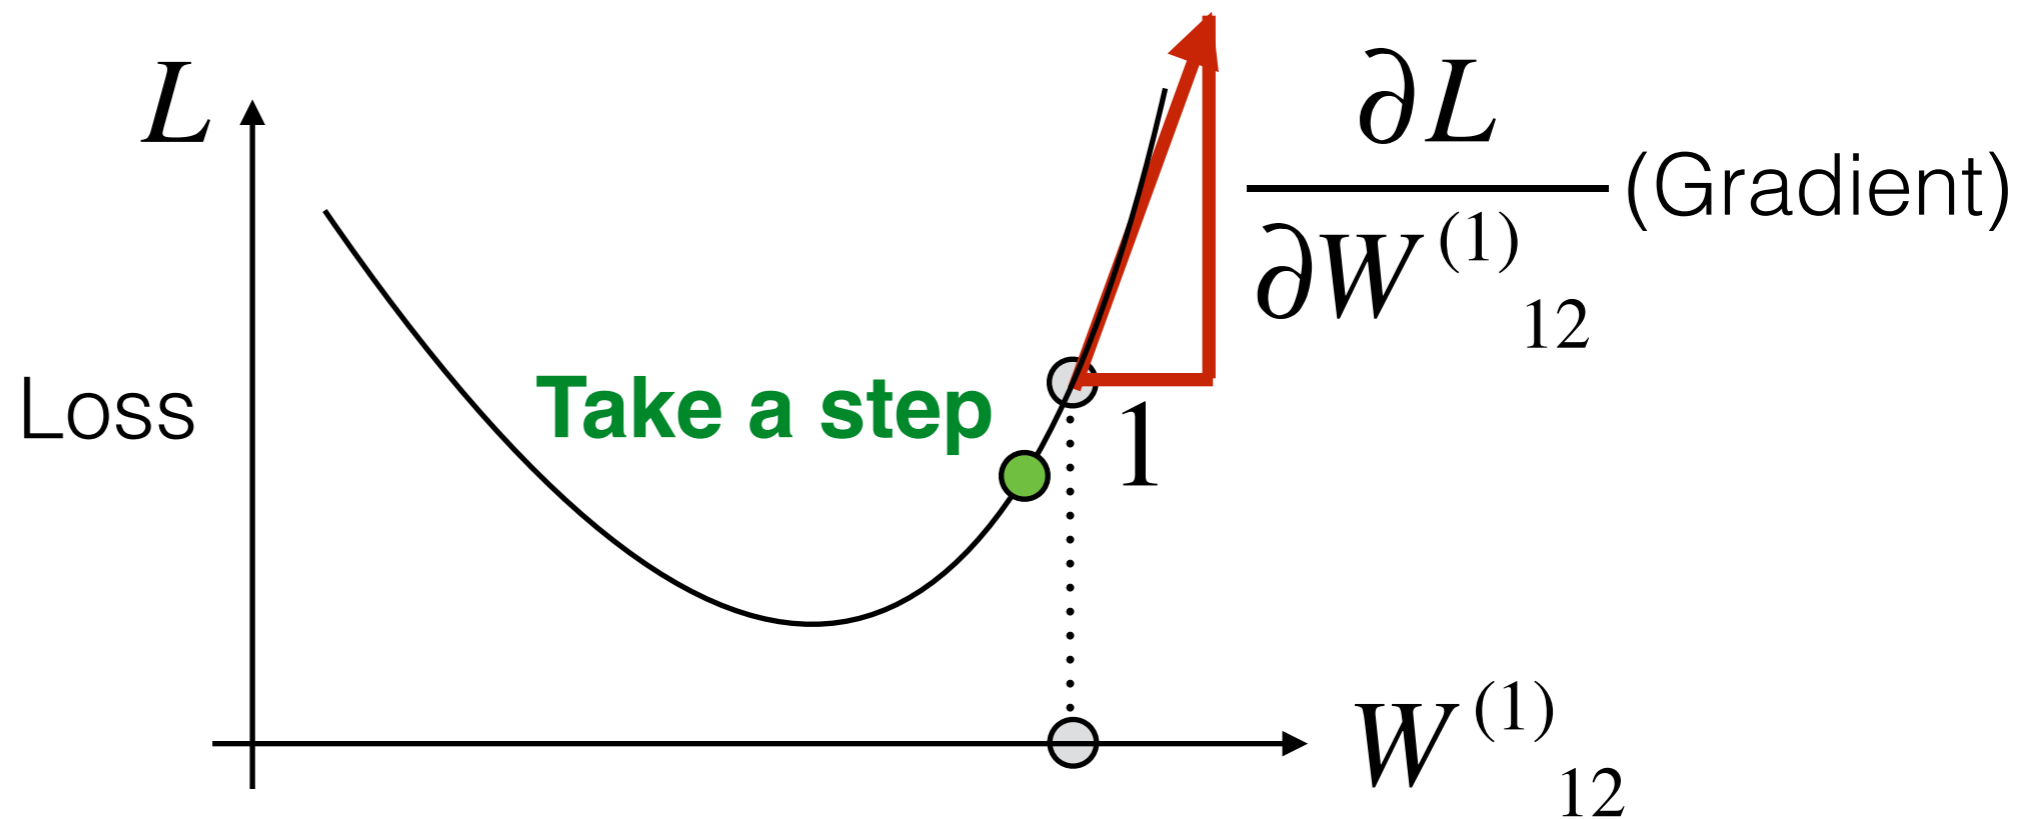 L
∂L
∂W⁽¹⁾₁₂
(Gradient)
Loss
Take a step
1
W⁽¹⁾₁₂